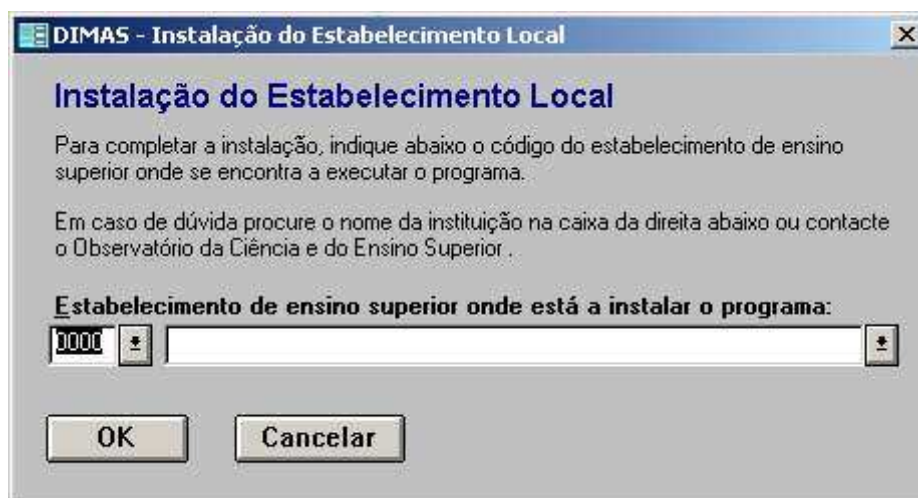 DIMAS - Instalação do Estabelecimento Local
Instalação do Estabelecimento Local
Para completar a instalação, indique abaixo o código do estabelecimento de ensino
superior onde se encontra a executar o programa.
Em caso de dúvida procure o nome da instituição na caixa da direita abaixo ou contacte
o Observatório da Ciência e do Ensino Superior .
Estabelecimento de ensino superior onde está a instalar o programa:
0000
OK Cancelar